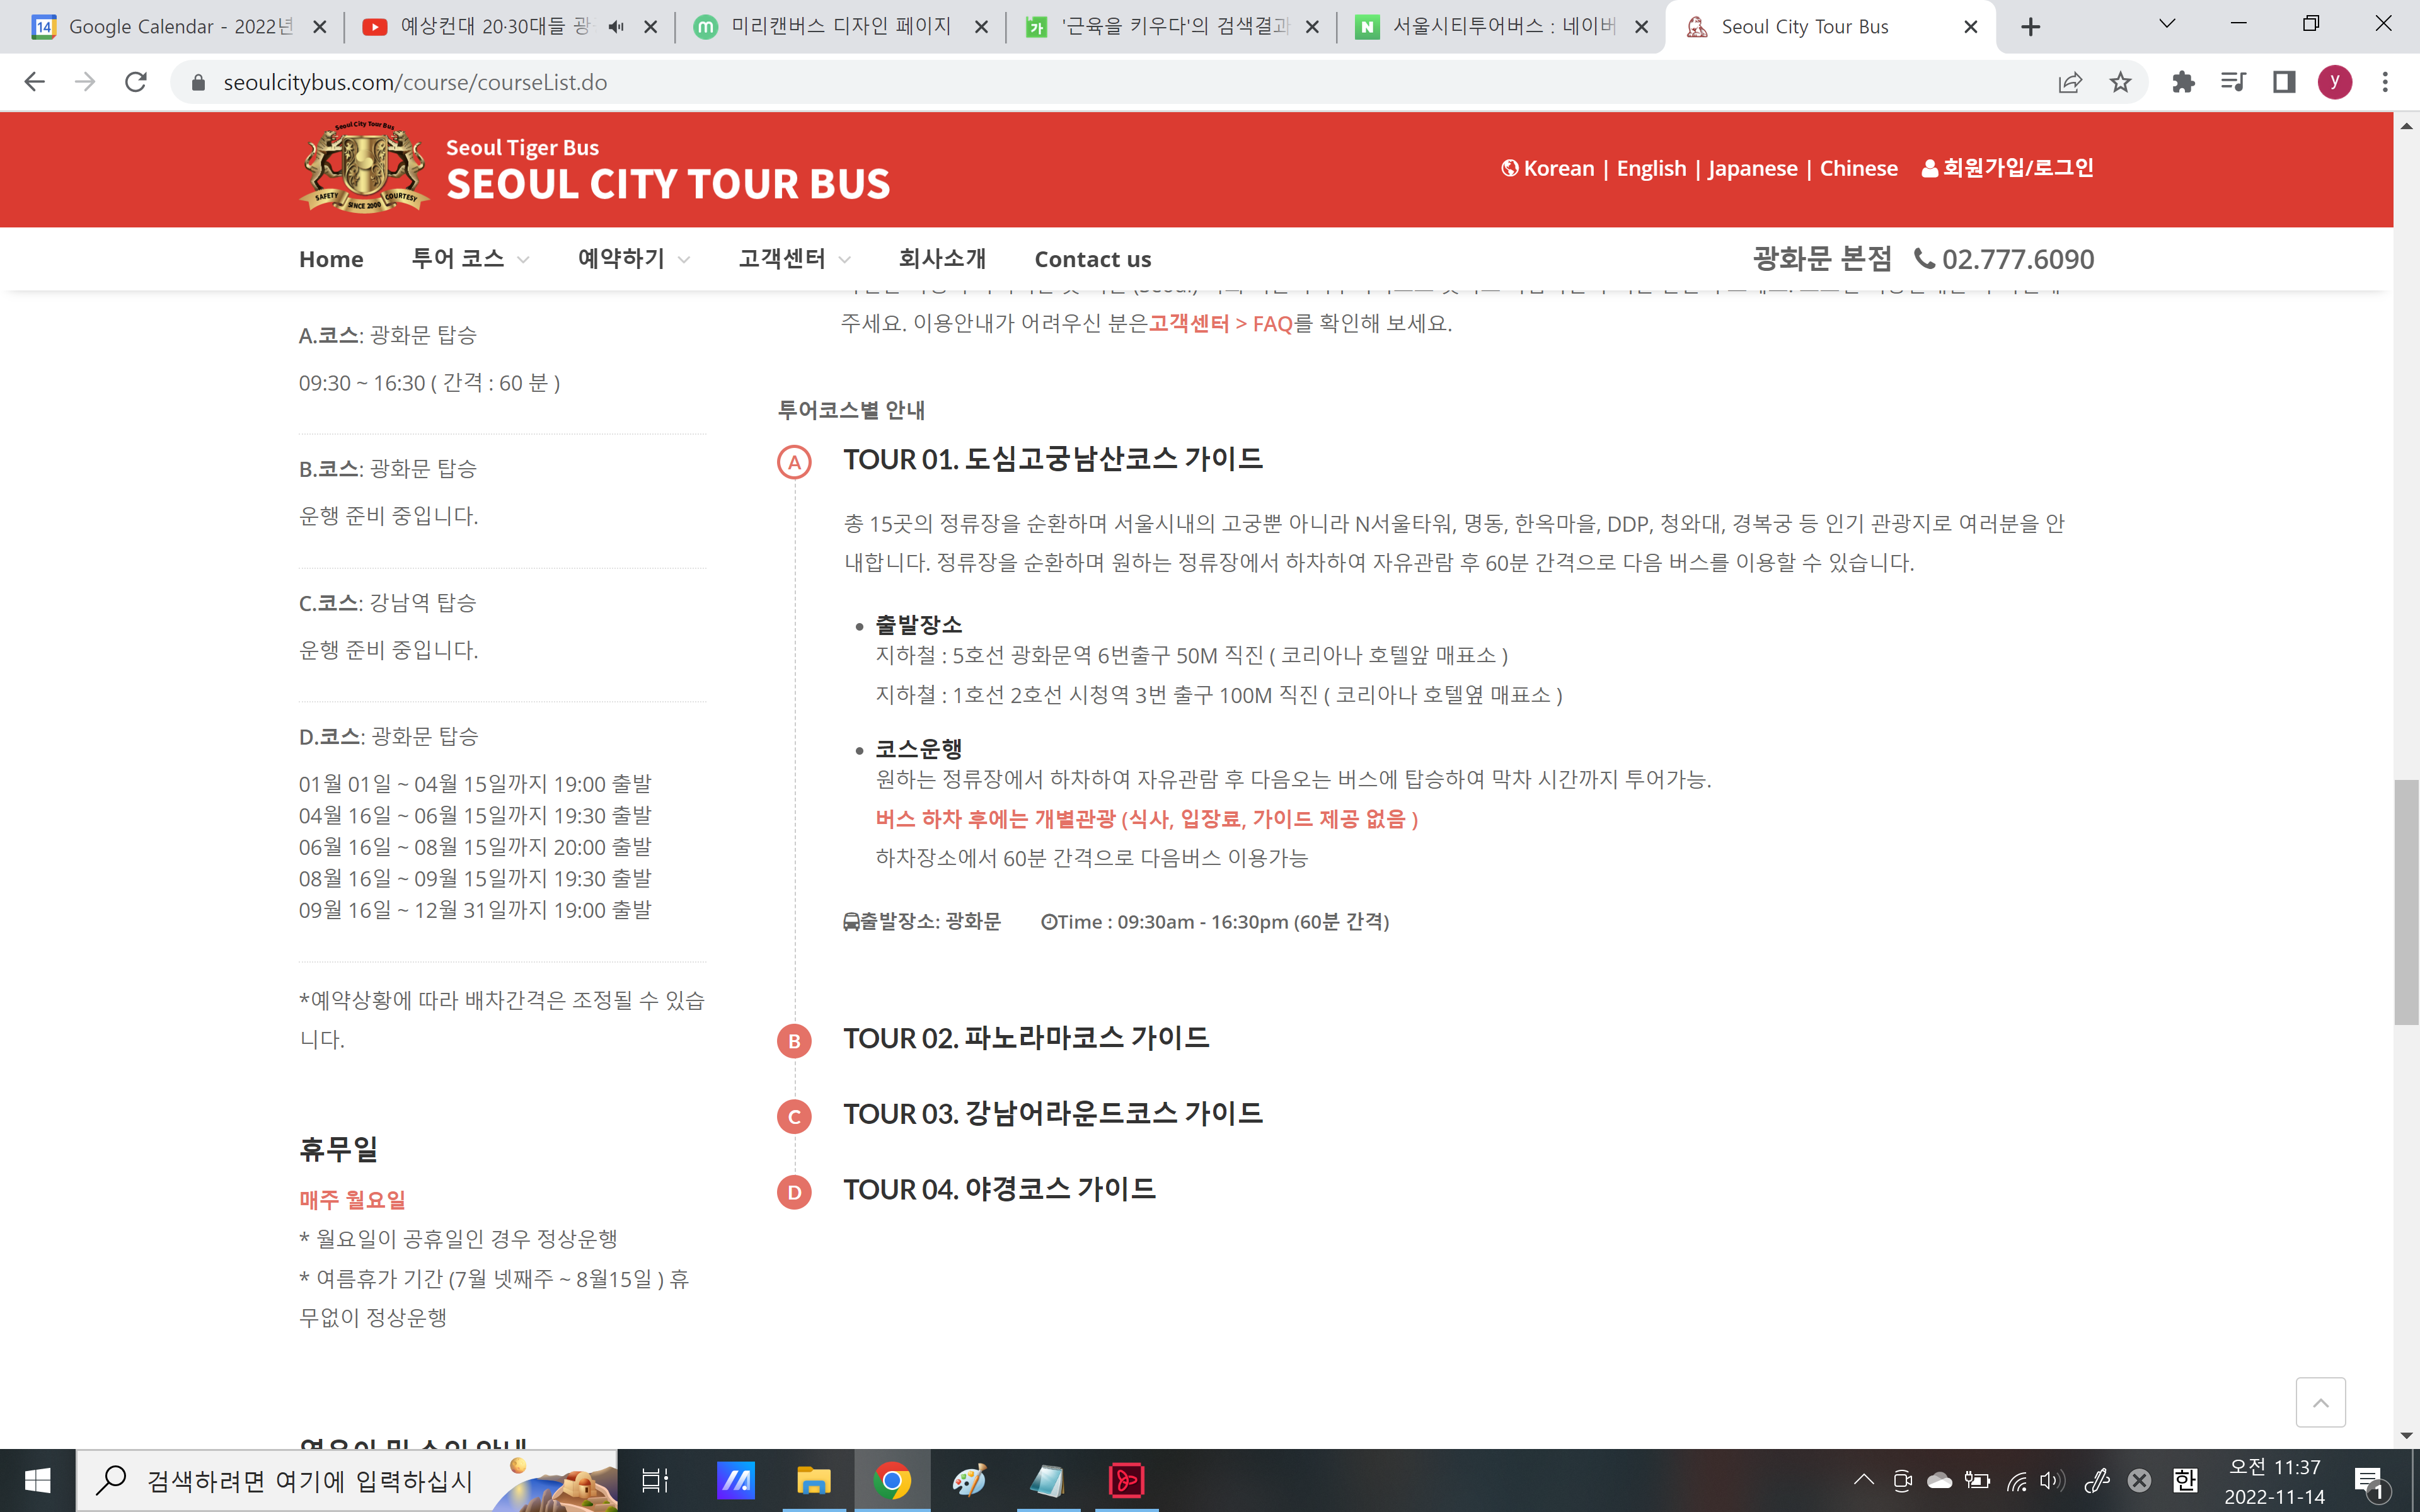 Google Calendar - 2022년
예상컨대 20·30대들 광
미리캔버스 디자인 페이지
'근육을 키우다'의 검색결과
서울시티투어버스 : 네이버
Seoul City Tour Bus
seoulcitybus.com/course/courseList.do
y
Seoul City Tour Bus
SAFETY SINCE 2000 COURTESY
Seoul Tiger Bus
SEOUL CITY TOUR BUS
Korean | English | Japanese | Chinese 회원가입/로그인
Home 투어 코스 예약하기 고객센터 회사소개 Contact us 광화문 본점 02.777.6090
주세요. 이용안내가 어려우신 분은고객센터 > FAQ를 확인해 보세요.
A.코스: 광화문 탑승
09:30 ~ 16:30 ( 간격 : 60 분 )
B.코스: 광화문 탑승
운행 준비 중입니다.
C.코스: 강남역 탑승
운행 준비 중입니다.
D.코스: 광화문 탑승
01월 01일 ~ 04월 15일까지 19:00 출발
04월 16일 ~ 06월 15일까지 19:30 출발
06월 16일 ~ 08월 15일까지 20:00 출발
08월 16일 ~ 09월 15일까지 19:30 출발
09월 16일 ~ 12월 31일까지 19:00 출발
*예약상황에 따라 배차간격은 조정될 수 있습
니다.
휴무일
매주 월요일
* 월요일이 공휴일인 경우 정상운행
* 여름휴가 기간 (7월 넷째주 ~ 8월15일 ) 휴
무없이 정상운행
투어코스별 안내
A TOUR 01. 도심고궁남산코스 가이드
총 15곳의 정류장을 순환하며 서울시내의 고궁뿐 아니라 N서울타워, 명동, 한옥마을, DDP, 청와대, 경복궁 등 인기 관광지로 여러분을 안
내합니다. 정류장을 순환하며 원하는 정류장에서 하차하여 자유관람 후 60분 간격으로 다음 버스를 이용할 수 있습니다.
• 출발장소
지하철 : 5호선 광화문역 6번출구 50M 직진 ( 코리아나 호텔앞 매표소 )
지하철 : 1호선 2호선 시청역 3번 출구 100M 직진 ( 코리아나 호텔옆 매표소 )
• 코스운행
원하는 정류장에서 하차하여 자유관람 후 다음오는 버스에 탑승하여 막차 시간까지 투어가능.
버스 하차 후에는 개별관광 (식사, 입장료, 가이드 제공 없음 )
하차장소에서 60분 간격으로 다음버스 이용가능
출발장소: 광화문 Time : 09:30am - 16:30pm (60분 간격)
B TOUR 02. 파노라마코스 가이드
C TOUR 03. 강남어라운드코스 가이드
D TOUR 04. 야경코스 가이드
검색하려면 여기에 입력하십시
한
오전 11:37
2022-11-14
1